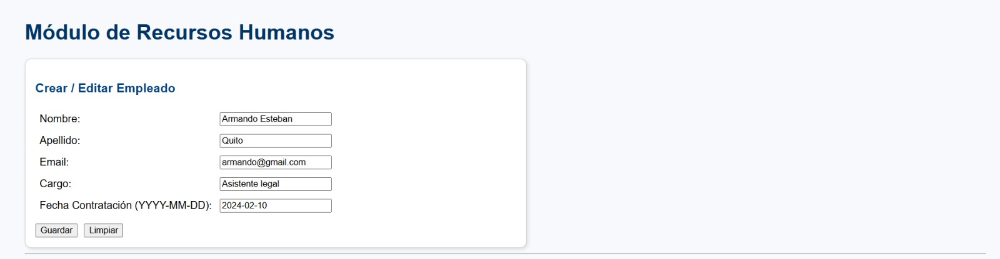 Módulo de Recursos Humanos
Crear / Editar Empleado
Nombre: Armando Esteban
Apellido: Quito
Email: armando@gmail.com
Cargo: Asistente legal
Fecha Contratación (YYYY-MM-DD): 2024-02-10
Guardar Limpiar